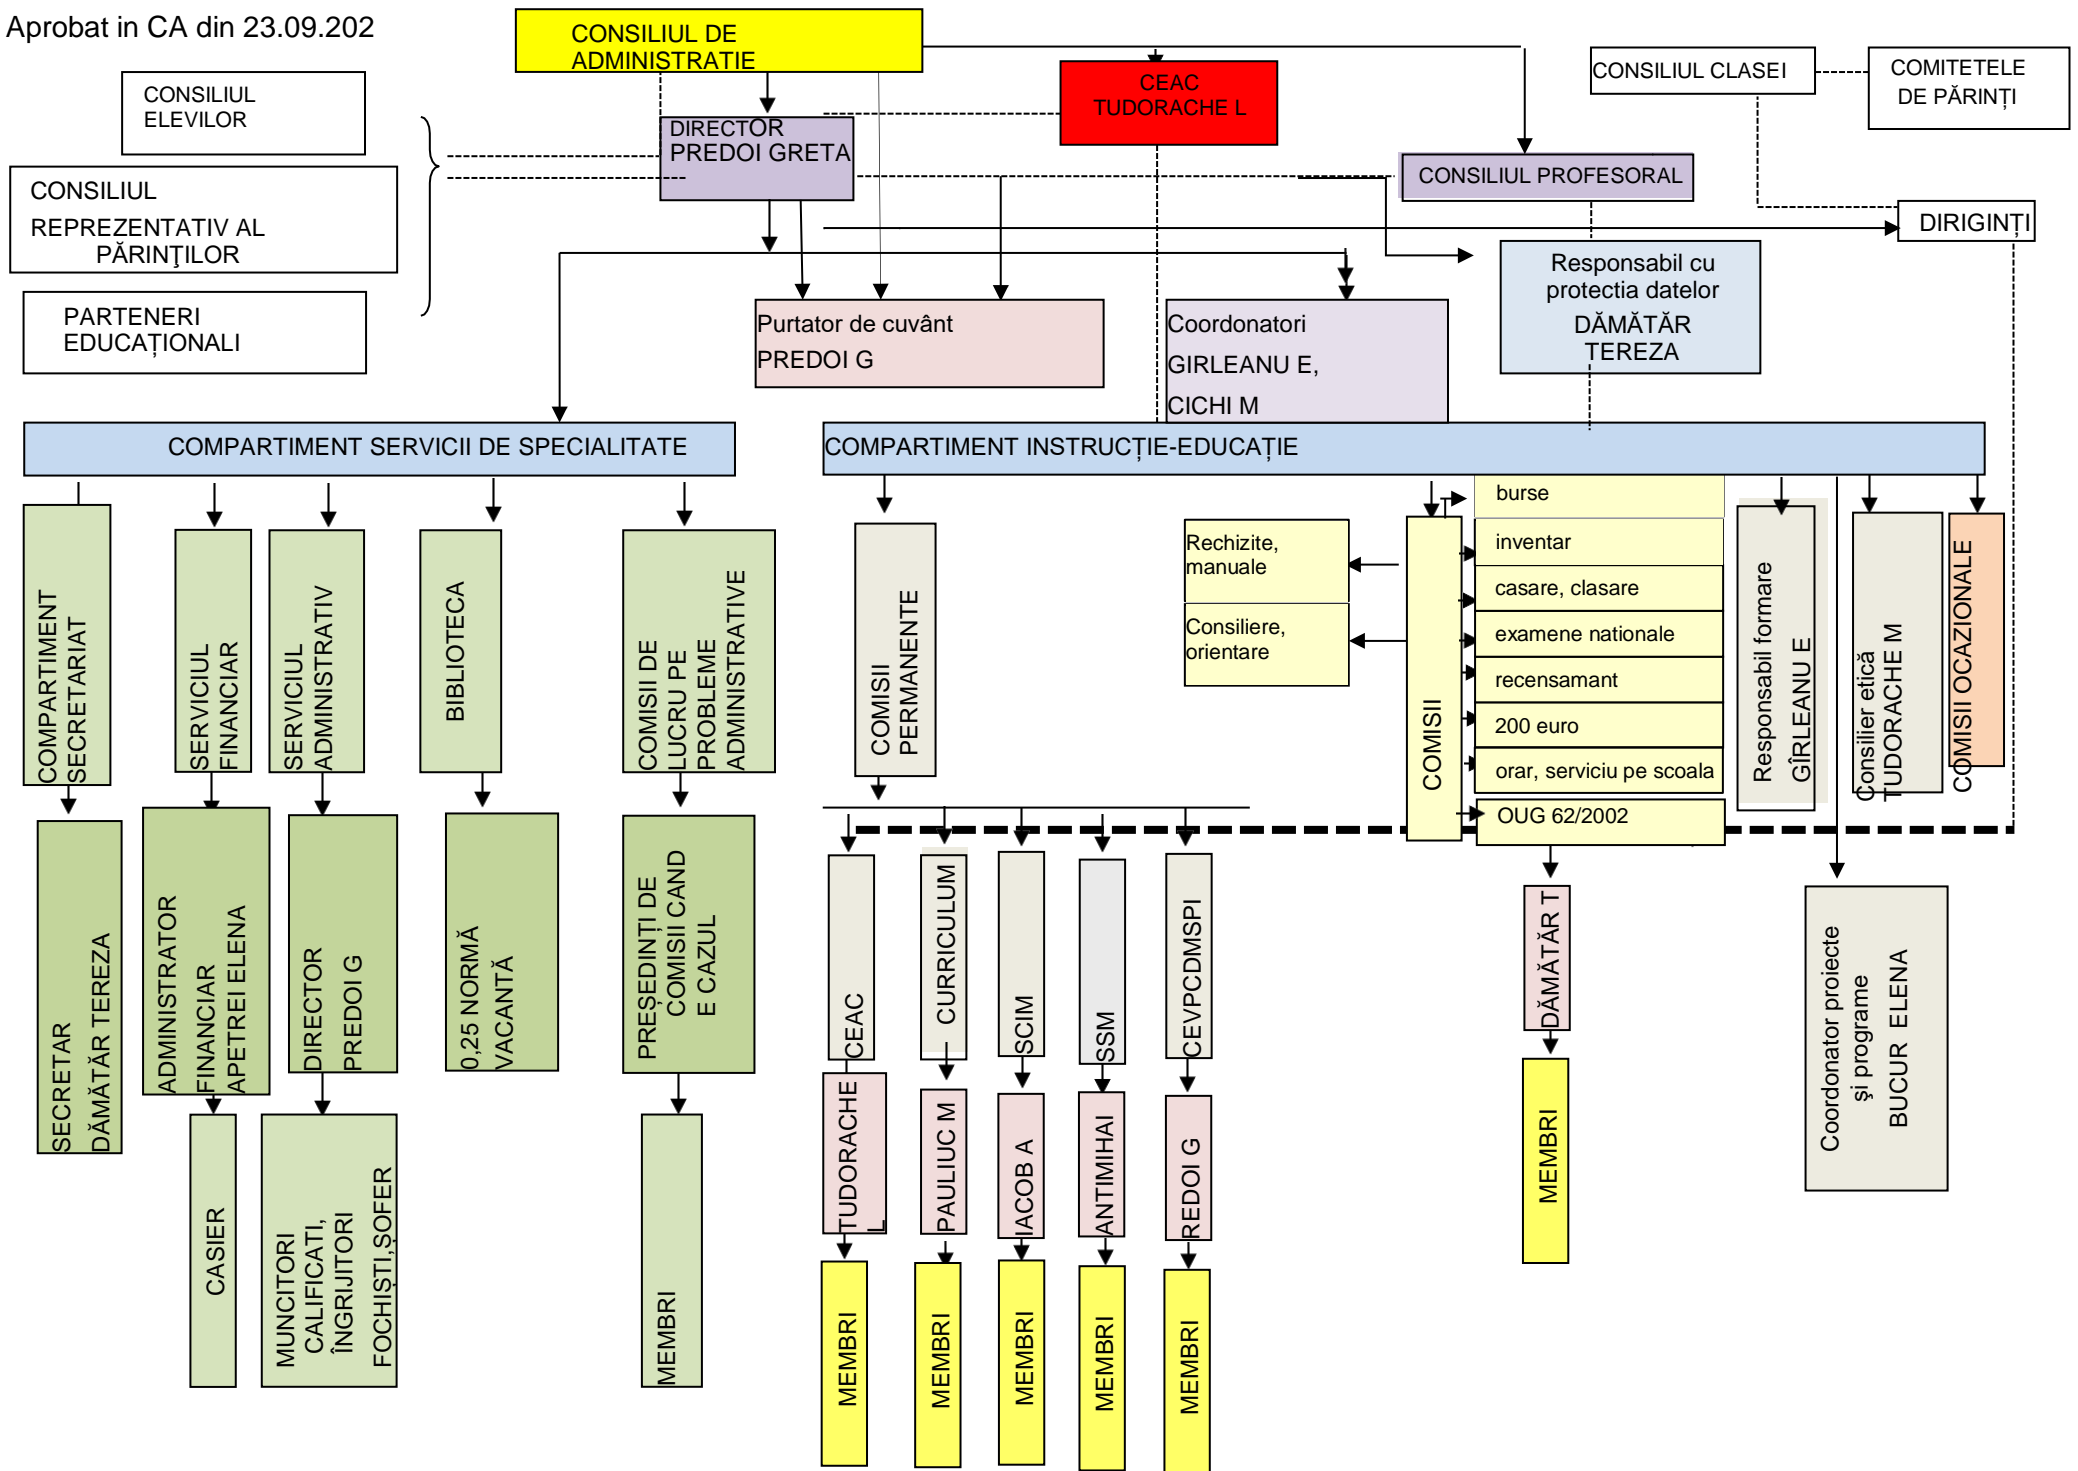 Aprobat in CA din 23.09.202
CONSILIUL DE
ADMINISTRATIE
CEAC
TUDORACHE L
CONSILIUL CLASEI
COMITETELE
DE PĂRINȚI
CONSILIUL
ELEVILOR
DIRECTOR
PREDOI GRETA
CONSILIUL PROFESORAL
CONSILIUL
REPREZENTATIV AL
PĂRINŢILOR
DIRIGINȚI
PARTENERI
EDUCAȚIONALI
Purtator de cuvânt
PREDOI G
Coordonatori
GIRLEANU E,
CICHI M
Responsabil cu
protectia datelor
DĂMĂTĂR
TEREZA
COMPARTIMENT SERVICII DE SPECIALITATE
COMPARTIMENT INSTRUCȚIE-EDUCAȚIE
COMPARTIMENT
SECRETARIAT
SERVICIUL
FINANCIAR
SERVICIUL
ADMINISTRATIV
BIBLIOTECA
COMISII DE
LUCRU PE
PROBLEME
ADMINISTRATIVE
COMISII
PERMANENTE
Rechizite,
manuale
Consiliere,
orientare
COMISII
burse
inventar
casare, clasare
examene nationale
recensamant
200 euro
orar, serviciu pe scoala
OUG 62/2002
Responsabil formare
GÎRLEANU E
Consilier etică
TUDORACHE M
COMISII OCAZIONALE
SECRETAR
DĂMĂTĂR TEREZA
ADMINISTRATOR
FINANCIAR
APETREI ELENA
DIRECTOR
PREDOI G
0,25 NORMĂ
VACANTĂ
PREȘEDINȚI DE
COMISII CAND
E CAZUL
CEAC
CURRICULUM
SCIM
SSM
CEVPCDMSPI
DĂMĂTĂR T
Coordonator proiecte
şi programe
BUCUR ELENA
CASIER
MUNCITORI
CALIFICATI,
ÎNGRIJITORI
FOCHIȘTI,ȘOFER
MEMBRI
TUDORACHE
L
PAULIUC M
IACOB A
ANTIMIHAI
REDOI G
MEMBRI
MEMBRI
MEMBRI
MEMBRI
MEMBRI
MEMBRI